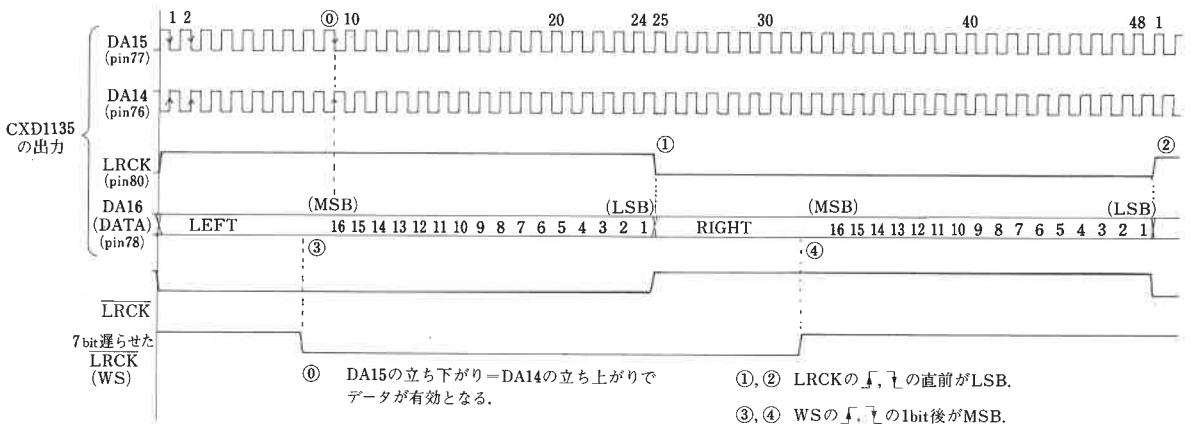 1 2 ⓪ 10 20 24 25 30 40 48 1
DA15
(pin77)
DA14
(pin76)
CXD1135
の出力
LRCK
(pin80)
① ②
DA16
(DATA)
(pin78)
(MSB) (LSB) (MSB) (LSB)
LEFT 16 15 14 13 12 11 10 9 8 7 6 5 4 3 2 1 RIGHT 16 15 14 13 12 11 10 9 8 7 6 5 4 3 2 1
③ ④
LRCK
7bit遅らせた
LRCK
(WS)
⓪ DA15の立ち下がり=DA14の立ち上がりで
データが有効となる.
①, ② LRCKの , の直前がLSB.
③, ④ WSの , の1bit後がMSB.